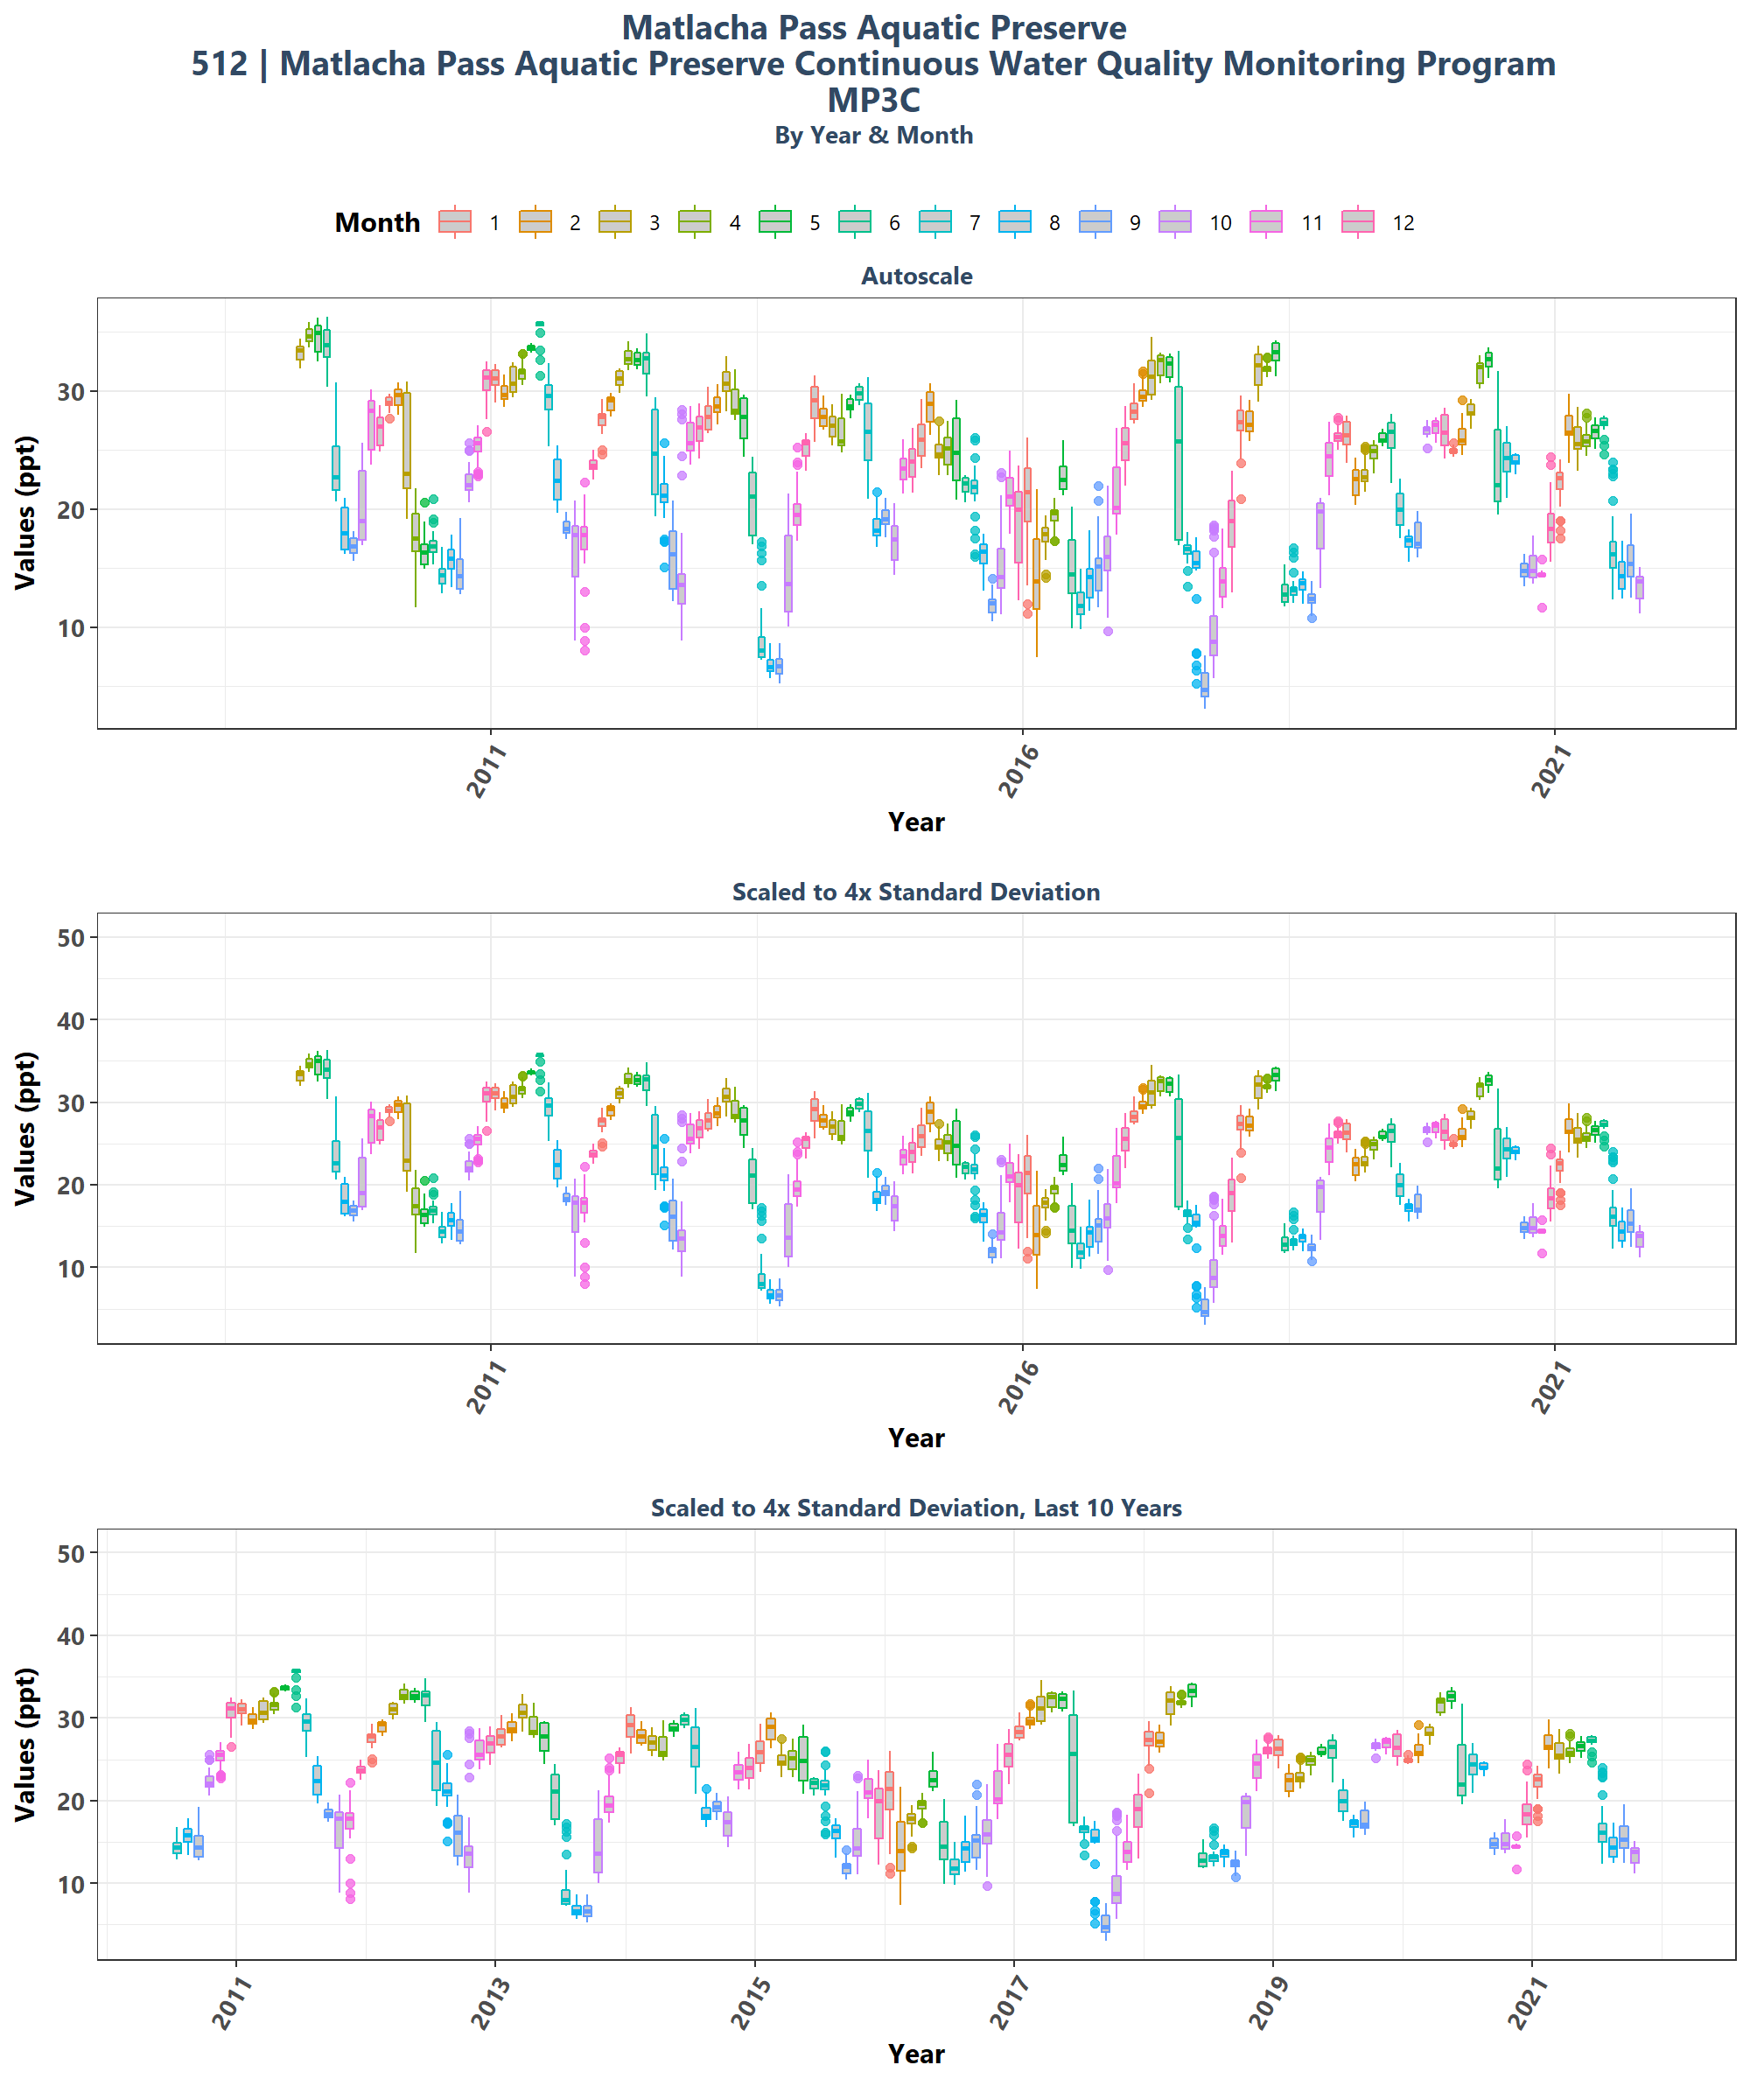 Matlacha Pass Aquatic Preserve
512 | Matlacha Pass Aquatic Preserve Continuous Water Quality Monitoring Program
MP3C
By Year & Month
Month 1 2 3 4 5 6 7 8 9 10 11 12
Autoscale
Values (ppt)
30
20
10
2011 2016 2021
Year
Scaled to 4x Standard Deviation
Values (ppt)
50
40
30
20
10
2011 2016 2021
Year
Scaled to 4x Standard Deviation, Last 10 Years
Values (ppt)
50
40
30
20
10
2011 2013 2015 2017 2019 2021
Year